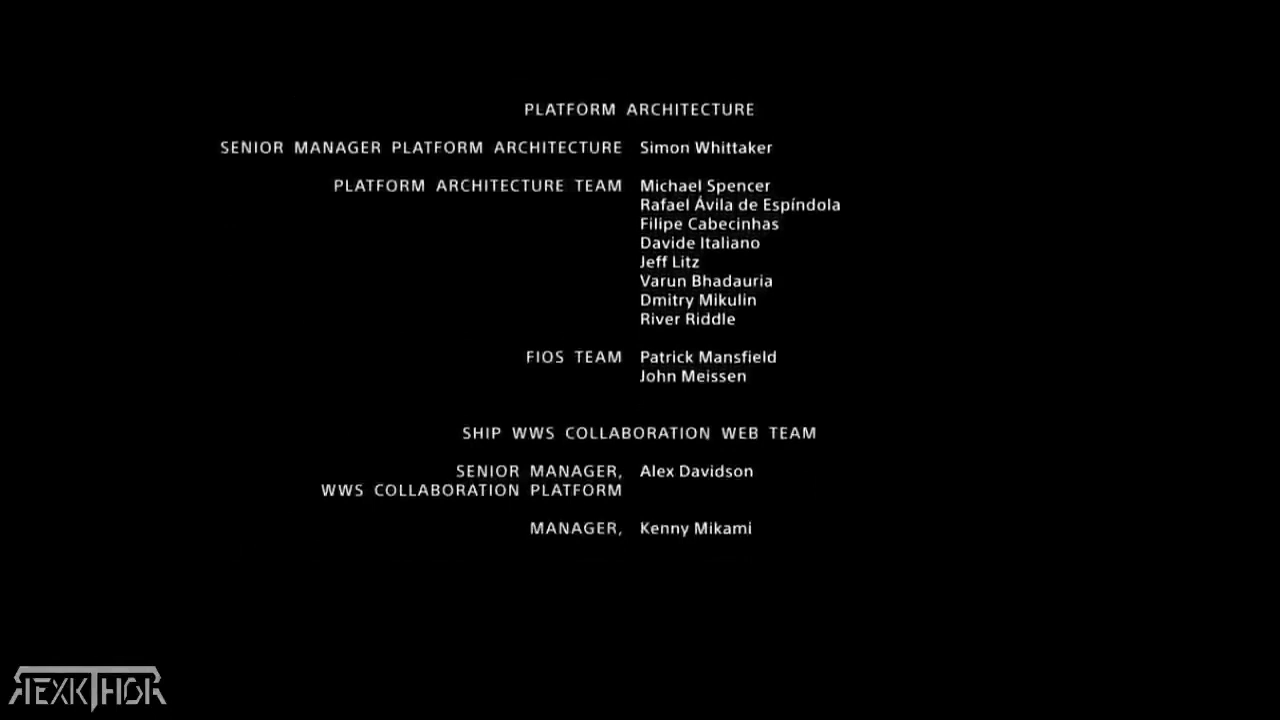 PLATFORM ARCHITECTURE
SENIOR MANAGER PLATFORM ARCHITECTURE Simon Whittaker
PLATFORM ARCHITECTURE TEAM Michael Spencer
Rafael Ávila de Espíndola
Filipe Cabecinhas
Davide Italiano
Jeff Litz
Varun Bhadauria
Dmitry Mikulin
River Riddle
FIOS TEAM Patrick Mansfield
John Meissen
SHIP WWS COLLABORATION WEB TEAM
SENIOR MANAGER, Alex Davidson
WWS COLLABORATION PLATFORM
MANAGER, Kenny Mikami